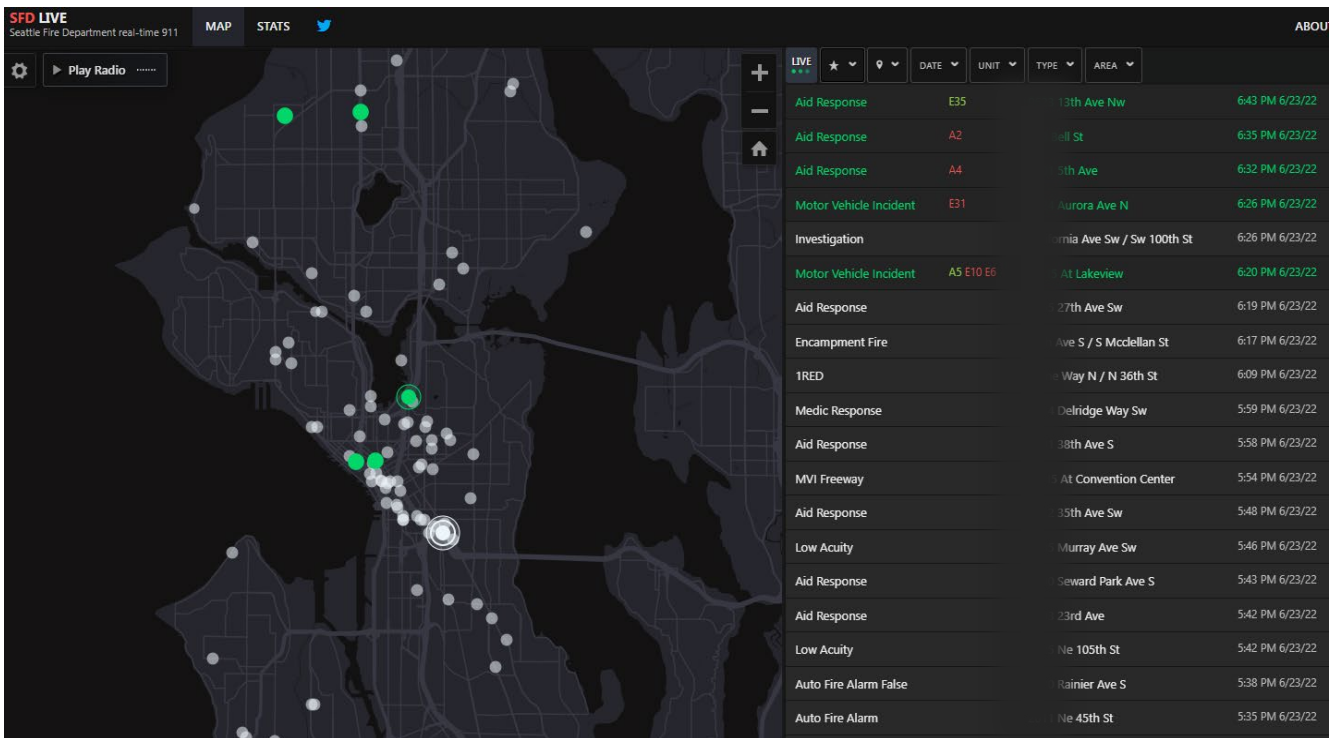 SFD LIVE
Seattle Fire Department real-time 911
MAP STATS
Play Radio
LIVE DATE UNIT TYPE AREA
Aid Response E35 13th Ave Nw 6:43 PM 6/23/22
Aid Response A2 St 6:35 PM 6/23/22
Aid Response A4 5th Ave 6:32 PM 6/23/22
Motor Vehicle Incident E31 Aurora Ave N 6:26 PM 6/23/22
Investigation Ave Sw / Sw 100th St 6:26 PM 6/23/22
Motor Vehicle Incident A5 E10 E6 At Lakeview 6:20 PM 6/23/22
Aid Response 27th Ave Sw 6:19 PM 6/23/22
Encampment Fire Ave S / S Mcclellan St 6:17 PM 6/23/22
1RED Way N / N 36th St 6:09 PM 6/23/22
Medic Response Delridge Way Sw 5:59 PM 6/23/22
Aid Response 38th Ave S 5:58 PM 6/23/22
MVI Freeway At Convention Center 5:54 PM 6/23/22
Aid Response 35th Ave Sw 5:48 PM 6/23/22
Low Acuity Murray Ave Sw 5:46 PM 6/23/22
Aid Response Seward Park Ave S 5:43 PM 6/23/22
Aid Response 23rd Ave 5:42 PM 6/23/22
Low Acuity Ne 105th St 5:42 PM 6/23/22
Auto Fire Alarm False Rainier Ave S 5:38 PM 6/23/22
Auto Fire Alarm Ne 45th St 5:35 PM 6/23/22